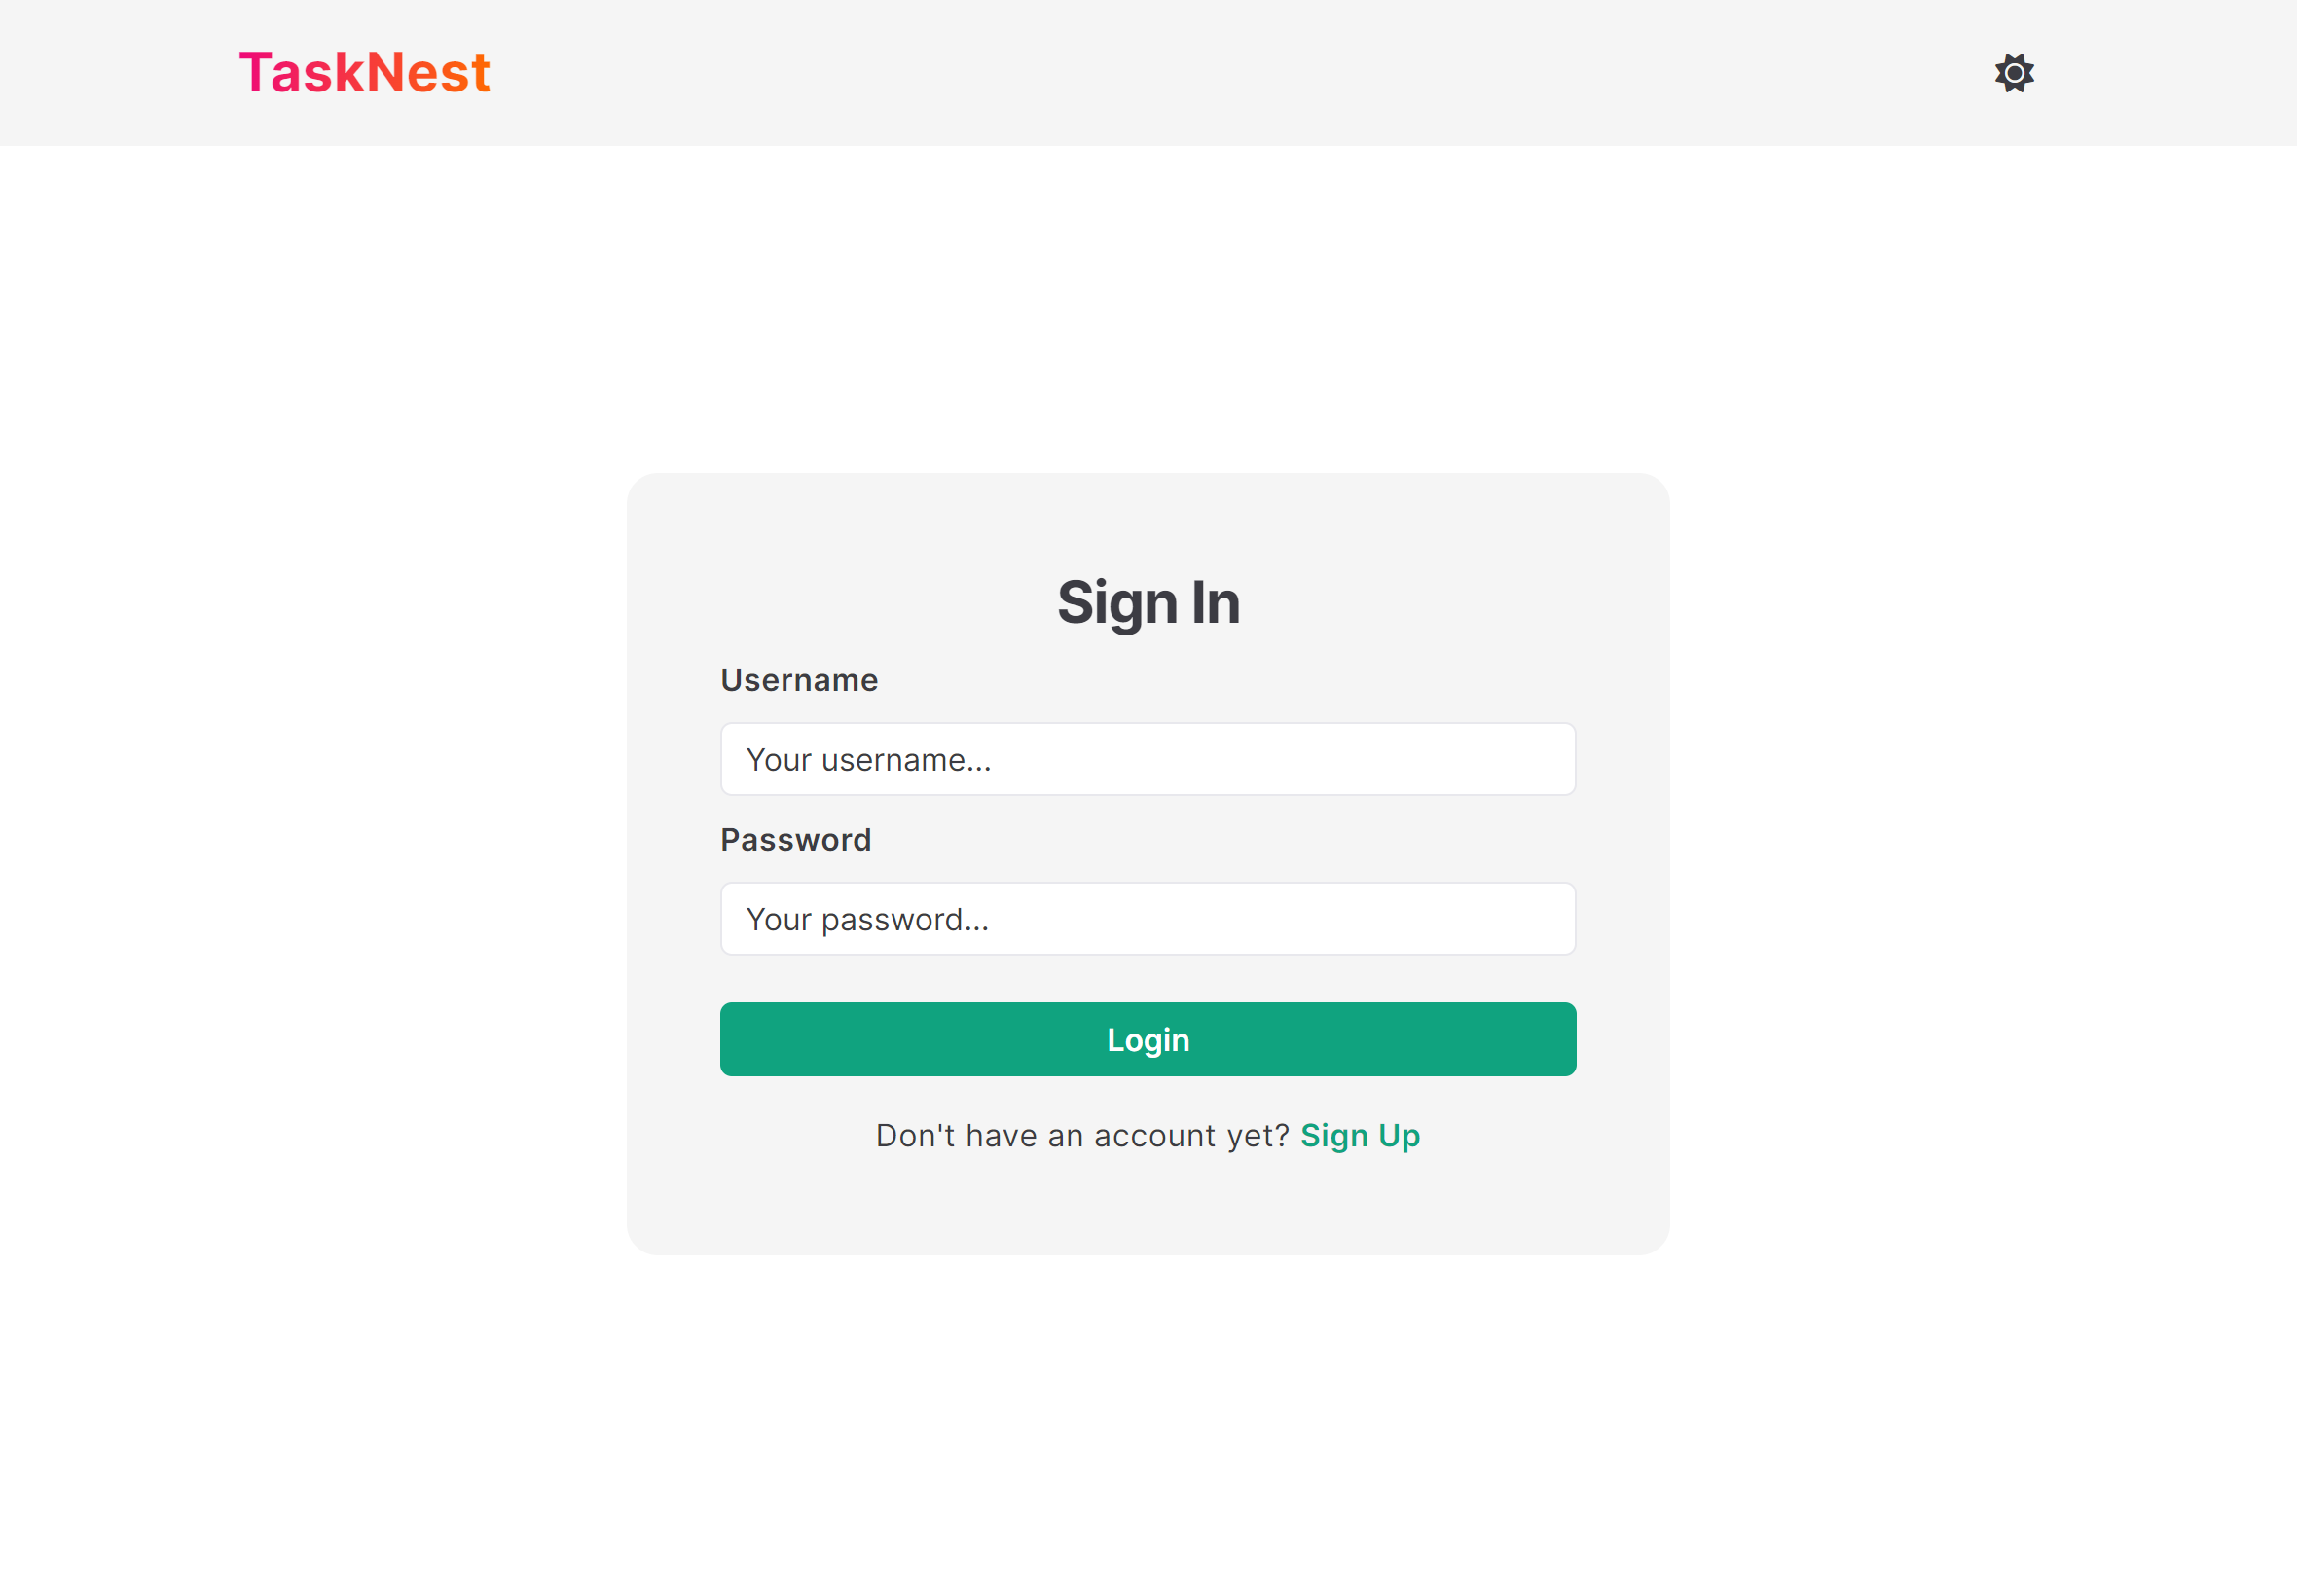 TaskNest
Sign In
Username
Your username...
Password
Your password...
Login
Don't have an account yet? Sign Up